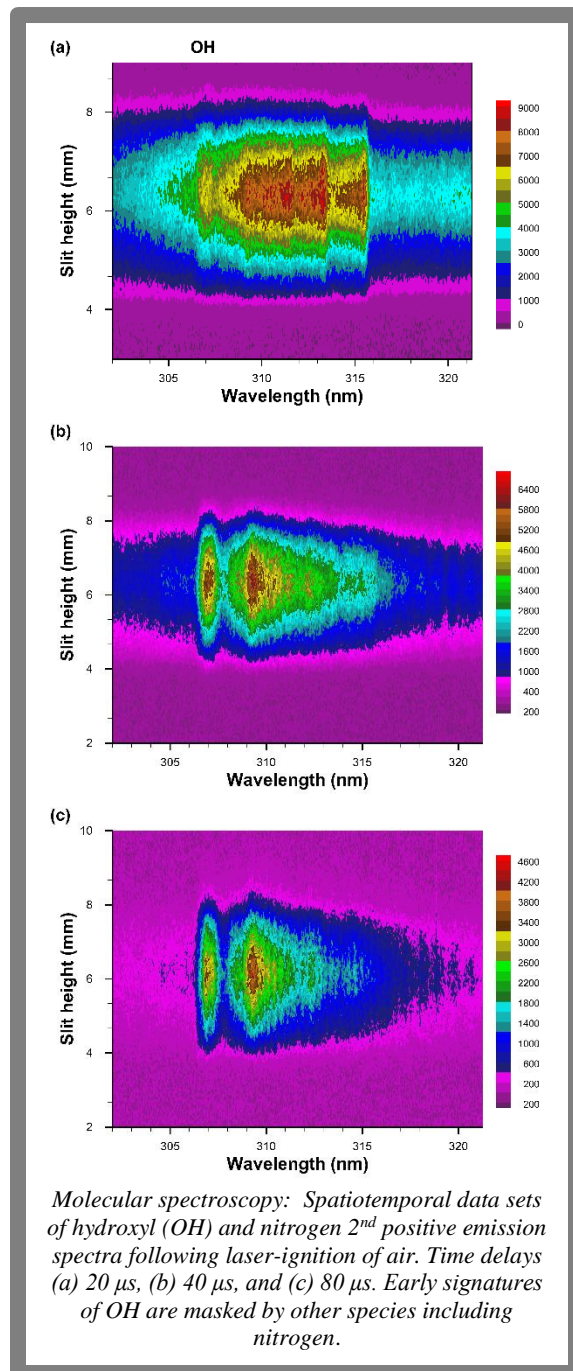 (a) OH
Slit height (mm)
8
6
4
305 310 315 320
Wavelength (nm)
9000
8000
7000
6000
5000
4000
3000
2000
1000
0
(b)
Slit height (mm)
10
8
6
4
2
305 310 315 320
Wavelength (nm)
6400
5800
5200
4600
4000
3400
2800
2200
1600
1000
400
200
(c)
Slit height (mm)
10
8
6
4
2
305 310 315 320
Wavelength (nm)
4600
4200
3800
3400
3000
2600
2200
1800
1400
1000
600
200
200
Molecular spectroscopy: Spatiotemporal data sets
of hydroxyl (OH) and nitrogen 2nd positive emission
spectra following laser-ignition of air. Time delays
(a) 20 μs, (b) 40 μs, and (c) 80 μs. Early signatures
of OH are masked by other species including
nitrogen.